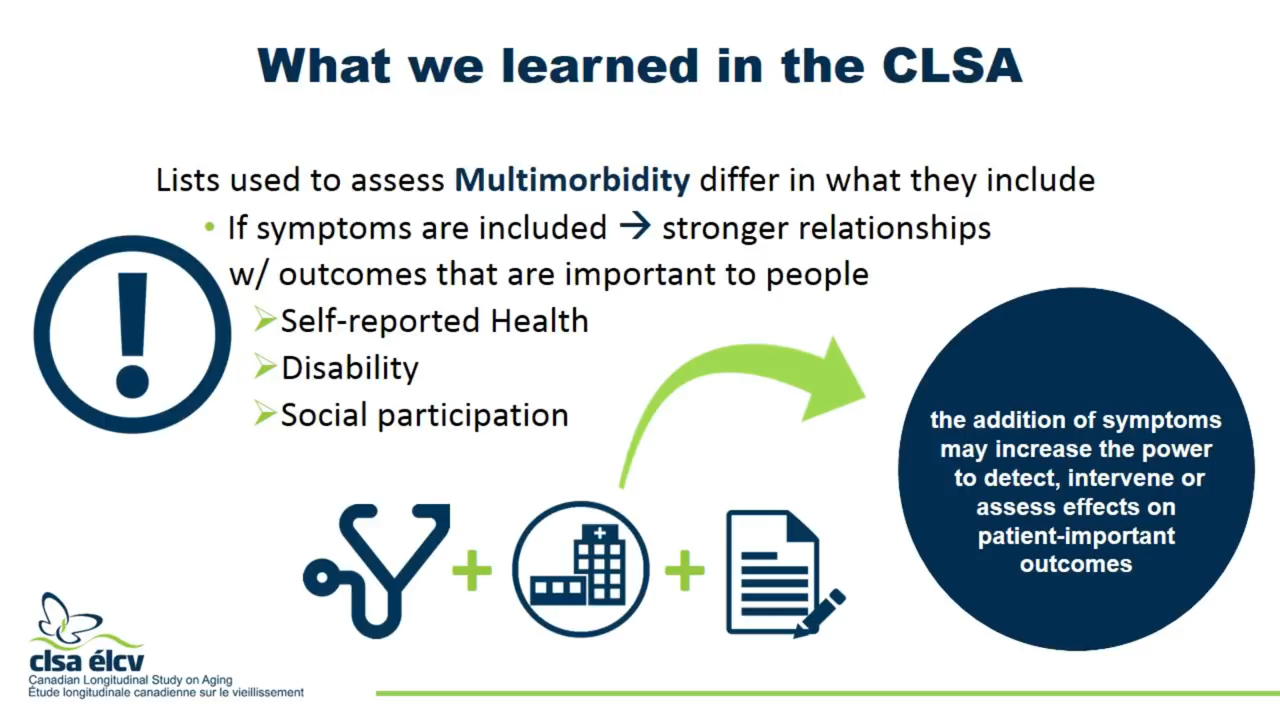 What we learned in the CLSA
Lists used to assess Multimorbidity differ in what they include
• If symptoms are included → stronger relationships
w/ outcomes that are important to people
➢Self-reported Health
➢Disability
➢Social participation
the addition of symptoms
may increase the power
to detect, intervene or
assess effects on
patient-important
outcomes
clsa élcv
Canadian Longitudinal Study on Aging
Étude longitudinale canadienne sur le vieillissement